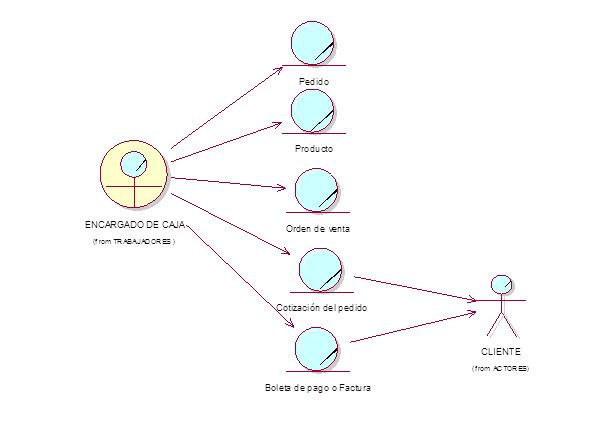 Pedido
Producto
Orden de venta
ENCARGADO DE CAJA
(from TRABAJADORES)
Cotización del pedido
CLIENTE
(from ACTORES)
Boleta de pago o Factura